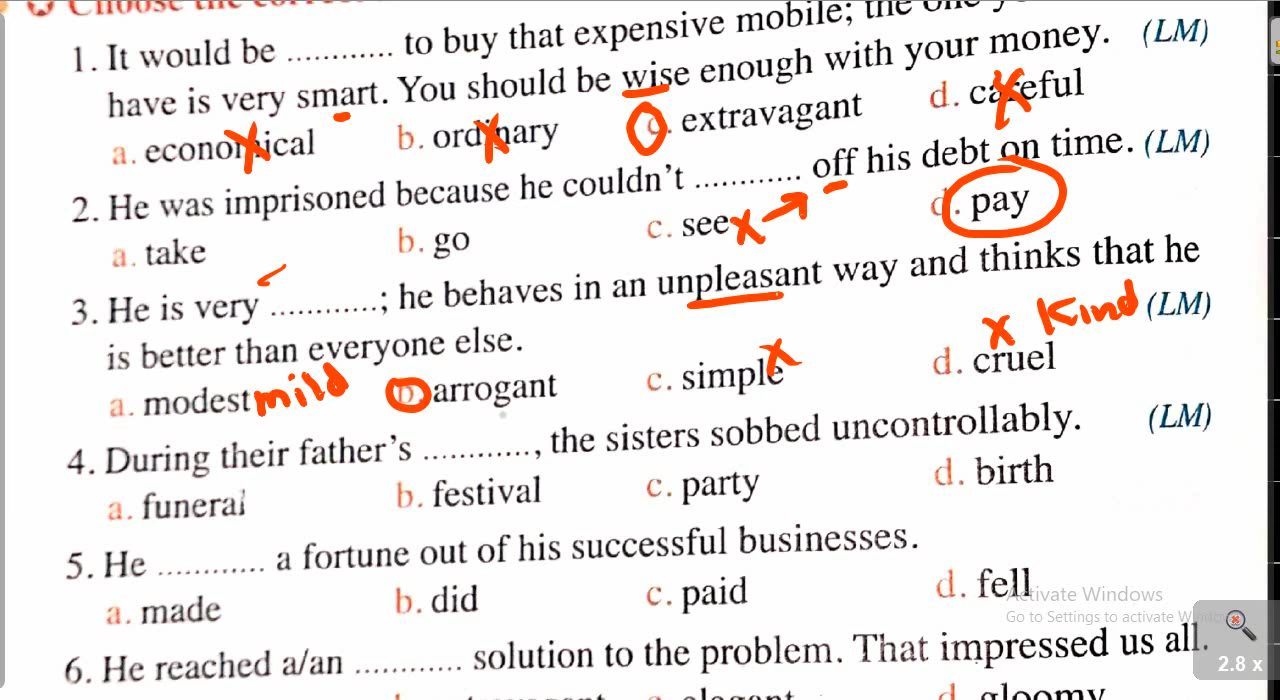 Choose the
1. It would be ............ to buy that expensive mobile; the one
have is very smart. You should be wise enough with your money. (LM)
a. economical b. ordinary c. extravagant d. careful
2. He was imprisoned because he couldn't ............ off his debt on time. (LM)
a. take b. go c. see d. pay
3. He is very ............; he behaves in an unpleasant way and thinks that he
is better than everyone else. Kind (LM)
a. modest mild b. arrogant c. simple d. cruel
4. During their father's ............, the sisters sobbed uncontrollably. (LM)
a. funeral b. festival c. party d. birth
5. He ............ a fortune out of his successful businesses.
a. made b. did c. paid d. fell
Activate Windows
Go to Settings to activate
6. He reached a/an ............ solution to the problem. That impressed us all.
2.8 x
d. gloomy